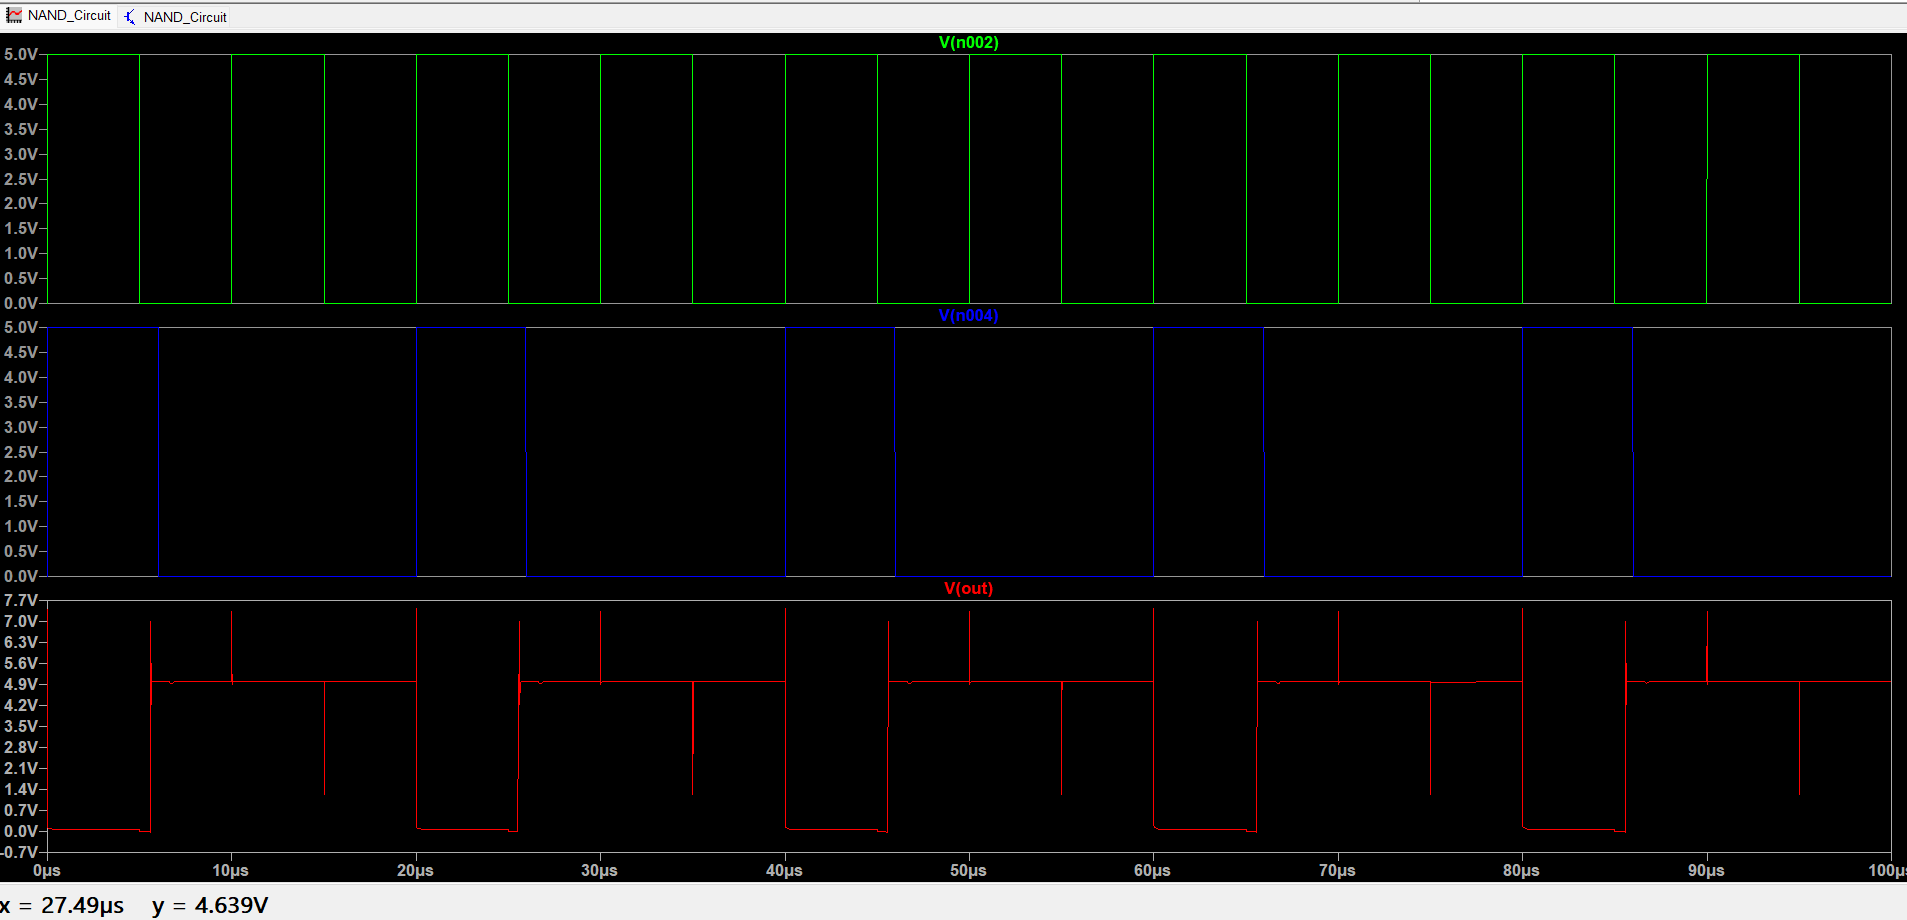 NAND_Circuit NAND_Circuit
V(n002)
5.0V
4.5V
4.0V
3.5V
3.0V
2.5V
2.0V
1.5V
1.0V
0.5V
0.0V
V(n004)
5.0V
4.5V
4.0V
3.5V
3.0V
2.5V
2.0V
1.5V
1.0V
0.5V
0.0V
V(out)
7.7V
7.0V
6.3V
5.6V
4.9V
4.2V
3.5V
2.8V
2.1V
1.4V
0.7V
0.0V
-0.7V
0µs 10µs 20µs 30µs 40µs 50µs 60µs 70µs 80µs 90µs 100µs
x = 27.49µs y = 4.639V